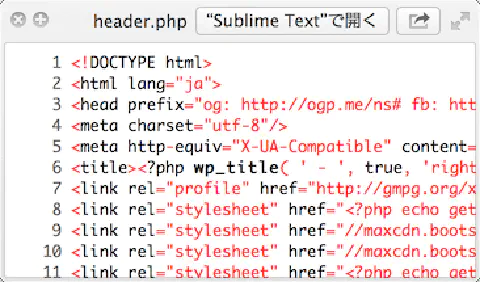 header.php "Sublime Text"で開く
1 <!DOCTYPE html>
2 <html lang="ja">
3 <head prefix="og: http://ogp.me/ns# fb: htt
4 <meta charset="utf-8"/>
5 <meta http-equiv="X-UA-Compatible" content=
6 <title><?php wp_title( ' - ', true, 'right
7 <link rel="profile" href="http://gmpg.org/x
8 <link rel="stylesheet" href="<?php echo get
9 <link rel="stylesheet" href="//maxcdn.boots
10 <link rel="stylesheet" href="//maxcdn.boots
11 <link rel="stylesheet" href="<?php echo get